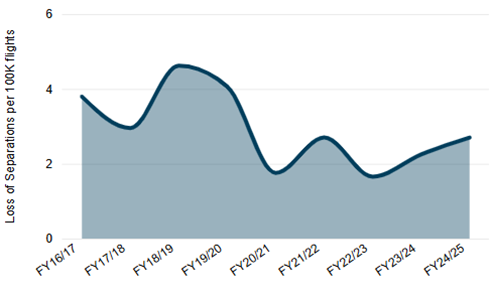 Loss of Separations per 100K flights
6
4
2
0
FY16/17
FY17/18
FY18/19
FY19/20
FY20/21
FY21/22
FY22/23
FY23/24
FY24/25